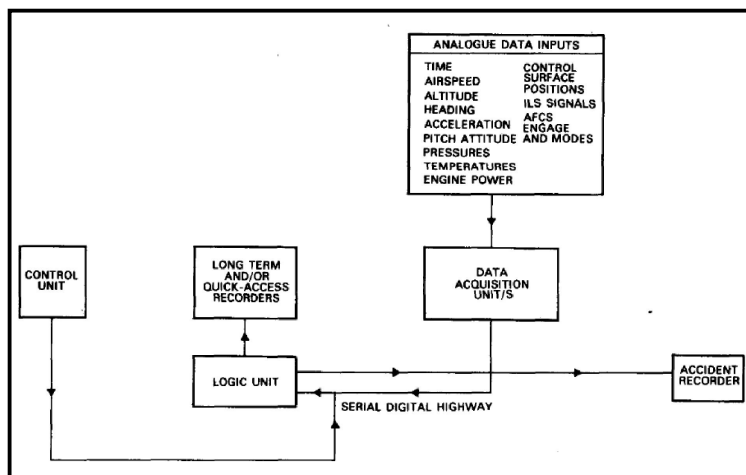 ANALOGUE DATA INPUTS
TIME
AIRSPEED
ALTITUDE
HEADING
ACCELERATION
PITCH ATTITUDE
PRESSURES
TEMPERATURES
ENGINE POWER
CONTROL
SURFACE
POSITIONS
ILS SIGNALS
AFCS
ENGAGE
AND MODES
CONTROL
UNIT
LONG TERM
AND/OR
QUICK-ACCESS
RECORDERS
DATA
ACQUISITION
UNIT/S
LOGIC UNIT
SERIAL DIGITAL HIGHWAY
ACCIDENT
RECORDER